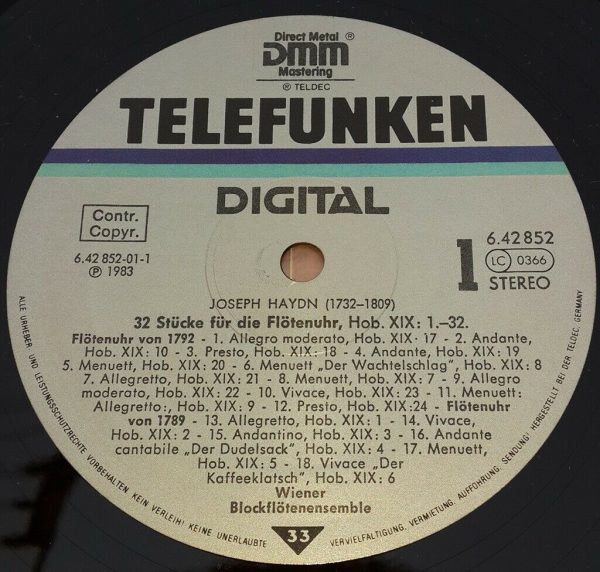 Direct Metal ®
DMM
Mastering
℗ TELDEC
TELEFUNKEN
DIGITAL
Contr.
Copyr.
6.42 852-01-1
℗ 1983
1
6.42 852
LC 0366
STEREO
JOSEPH HAYDN (1732–1809)
32 Stücke für die Flötenuhr, Hob. XIX: 1.–32.
Flötenuhr von 1792 - 1. Allegro moderato, Hob. XIX· 17 - 2. Andante,
Hob. XIX: 10 - 3. Presto, Hob. XIX: 18 - 4. Andante, Hob. XIX: 19
5. Menuett, Hob. XIX: 20 - 6. Menuett „Der Wachtelschlag", Hob. XIX: 8
7. Allegretto, Hob. XIX: 21 - 8. Menuett, Hob. XIX: 7 - 9. Allegro
moderato, Hob. XIX: 22 - 10. Vivace, Hob. XIX: 23 - 11. Menuett:
Allegretto:, Hob. XIX: 9 - 12. Presto, Hob. XIX:24 - Flötenuhr
von 1789 - 13. Allegretto, Hob. XIX: 1 - 14. Vivace,
Hob. XIX: 2 - 15. Andantino, Hob. XIX: 3 - 16. Andante
cantabile „Der Dudelsack", Hob. XIX: 4 - 17. Menuett,
Hob. XIX: 5 - 18. Vivace „Der
Kaffeeklatsch", Hob. XIX: 6
Wiener
Blockflötenensemble
33
ALLE URHEBER- UND LEISTUNGSSCHUTZRECHTE VORBEHALTEN. KEIN VERLEIH! KEINE UNERLAUBTE VERVIELFÄLTIGUNG, VERMIETUNG, AUFFÜHRUNG, SENDUNG! HERGESTELLT BEI DER TELDEC GERMANY